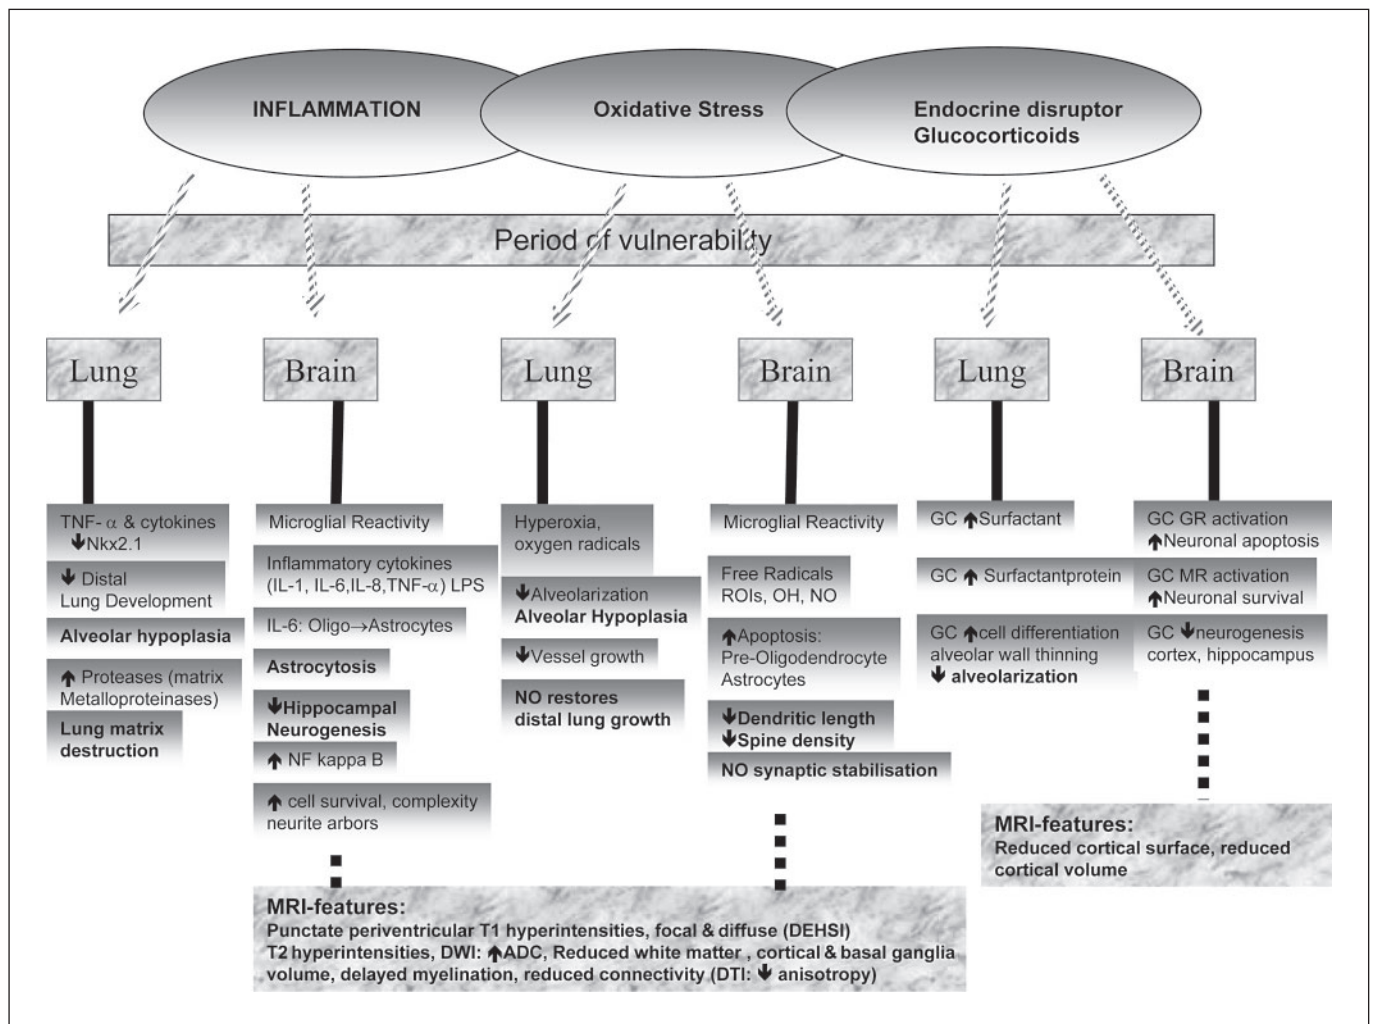 INFLAMMATION
Oxidative Stress
Endocrine disruptor
Glucocorticoids
Period of vulnerability
Lung
Brain
Lung
Brain
Lung
Brain
TNF- α & cytokines
↓Nkx2.1
↓ Distal
Lung Development
Alveolar hypoplasia
↑ Proteases (matrix
Metalloproteases)
Lung matrix
destruction
Microglial Reactivity
Inflammatory cytokines
(IL-1, IL-6,IL-8,TNF-α) LPS
IL-6: Oligo→Astrocytes
Astrocytosis
↓Hippocampal
Neurogenesis
↑ NF kappa B
↑ cell survival, complexity
neurite arbors
Hyperoxia,
oxygen radicals
↓Alveolarization
Alveolar Hypoplasia
↓Vessel growth
NO restores
distal lung growth
Microglial Reactivity
Free Radicals
ROIs, OH, NO
↑Apoptosis:
Pre-Oligodendrocyte
Astrocytes
↓Dendritic length
↓Spine density
NO synaptic stabilisation
GC ↑Surfactant
GC ↑ Surfactantprotein
GC ↑cell differentiation
alveolar wall thinning
↓ alveolarization
GC GR activation
↑Neuronal apoptosis
GC MR activation
↑Neuronal survival
GC ↓neurogenesis
cortex, hippocampus
MRI-features:
Reduced cortical surface, reduced
cortical volume
MRI-features:
Punctate periventricular T1 hyperintensities, focal & diffuse (DEHSI)
T2 hyperintensities, DWI: ↑ADC, Reduced white matter , cortical & basal ganglia
volume, delayed myelination, reduced connectivity (DTI: ↓ anisotropy)